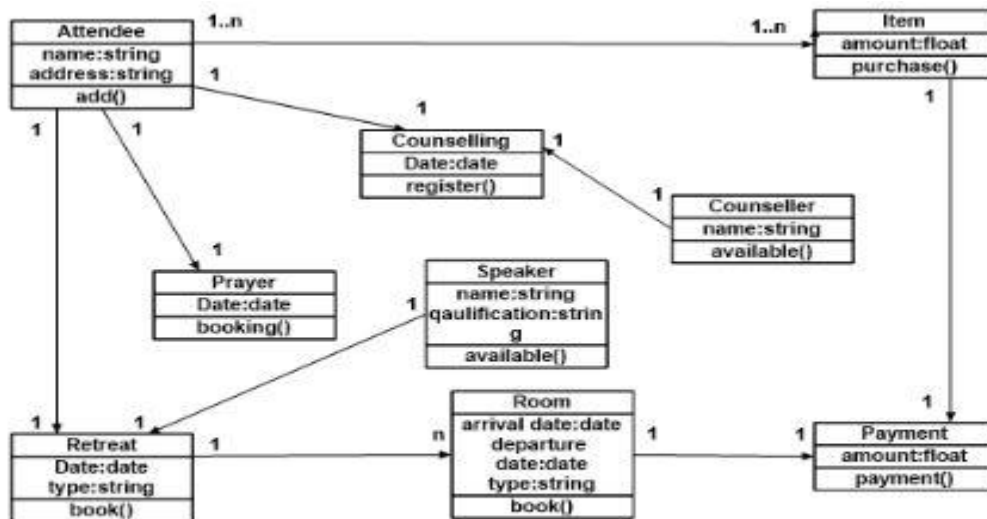 Attendee
name:string
address:string
add()
1..n
1..n
Item
amount:float
purchase()
1
1
Counselling
Date:date
register()
1
1
Counseller
name:string
available()
1
1
1
Prayer
Date:date
booking()
Speaker
name:string
qaulification:strin
g
available()
1
1
1
Retreat
Date:date
type:string
book()
1
n
Room
arrival date:date
departure
date:date
type:string
book()
1
1
1
1
Payment
amount:float
payment()